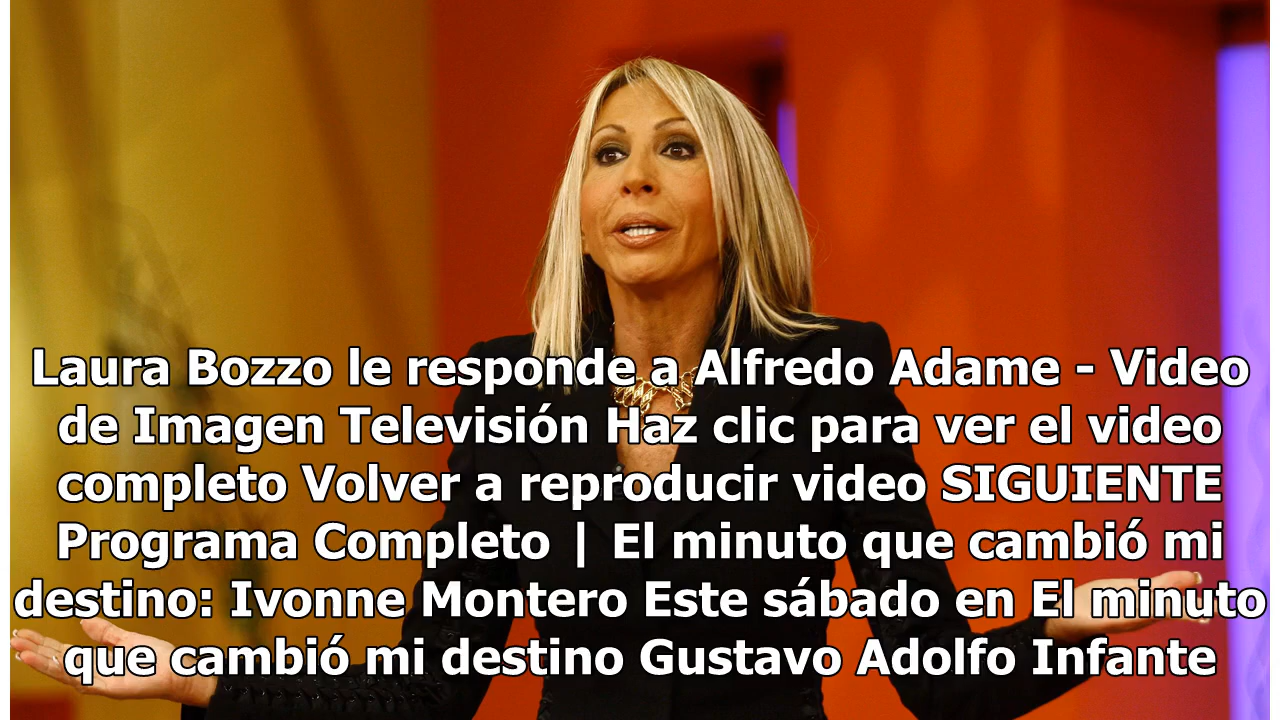 Laura Bozzo le responde a Alfredo Adame - Video
de Imagen Televisión Haz clic para ver el video
completo Volver a reproducir video SIGUIENTE
Programa Completo | El minuto que cambió mi
destino: Ivonne Montero Este sábado en El minuto
que cambió mi destino Gustavo Adolfo Infante